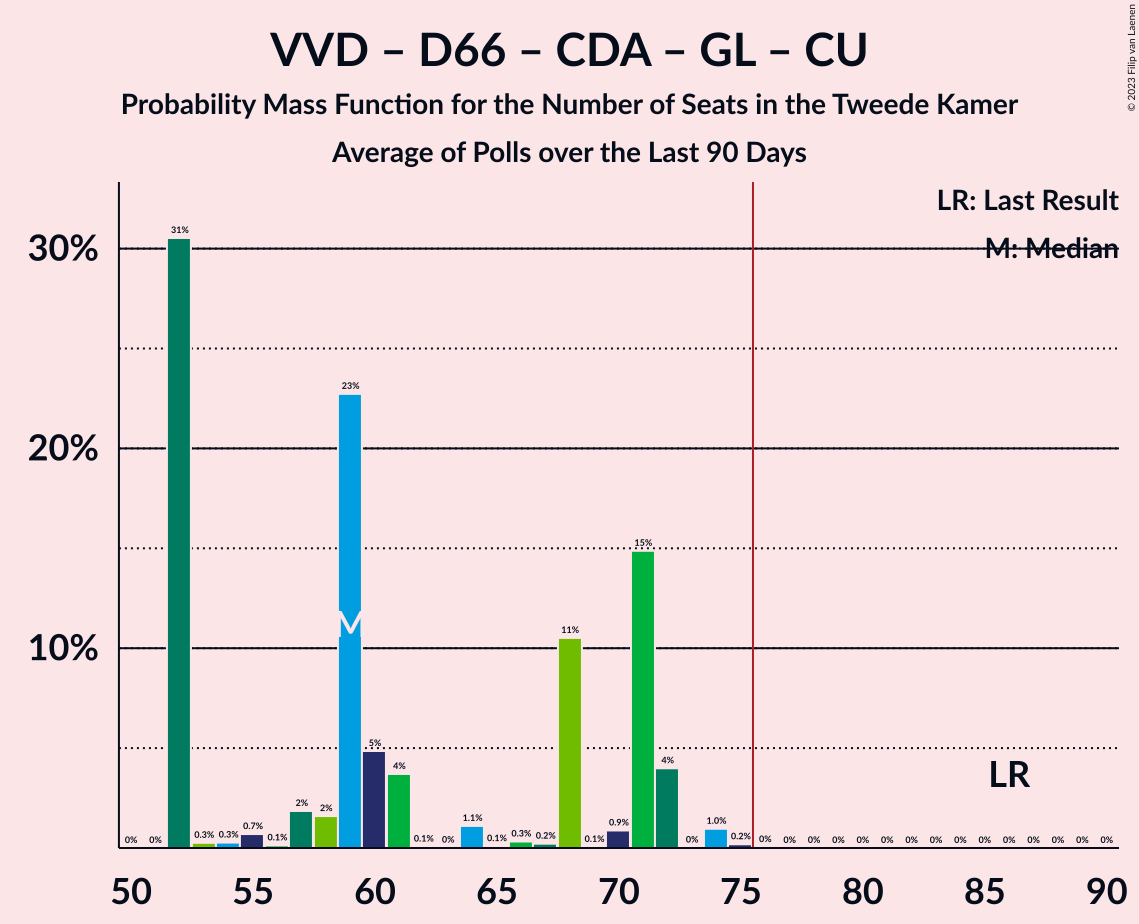 VVD – D66 – CDA – GL – CU
Probability Mass Function for the Number of Seats in the Tweede Kamer
Average of Polls over the Last 90 Days
© 2023 Filip van Laenen
LR: Last Result
M: Median
30%
20%
10%
0% 0% 31% 0.3% 0.3% 0.7% 0.1% 2% 2% 23% 5% 4% 0.1% 0% 1.1% 0.1% 0.3% 0.2% 11% 0.1% 0.9% 15% 4% 0% 1.0% 0.2% 0% 0% 0% 0% 0% 0% 0% 0% 0% 0% 0% 0% 0% 0% 0%
M
LR
50 55 60 65 70 75 80 85 90